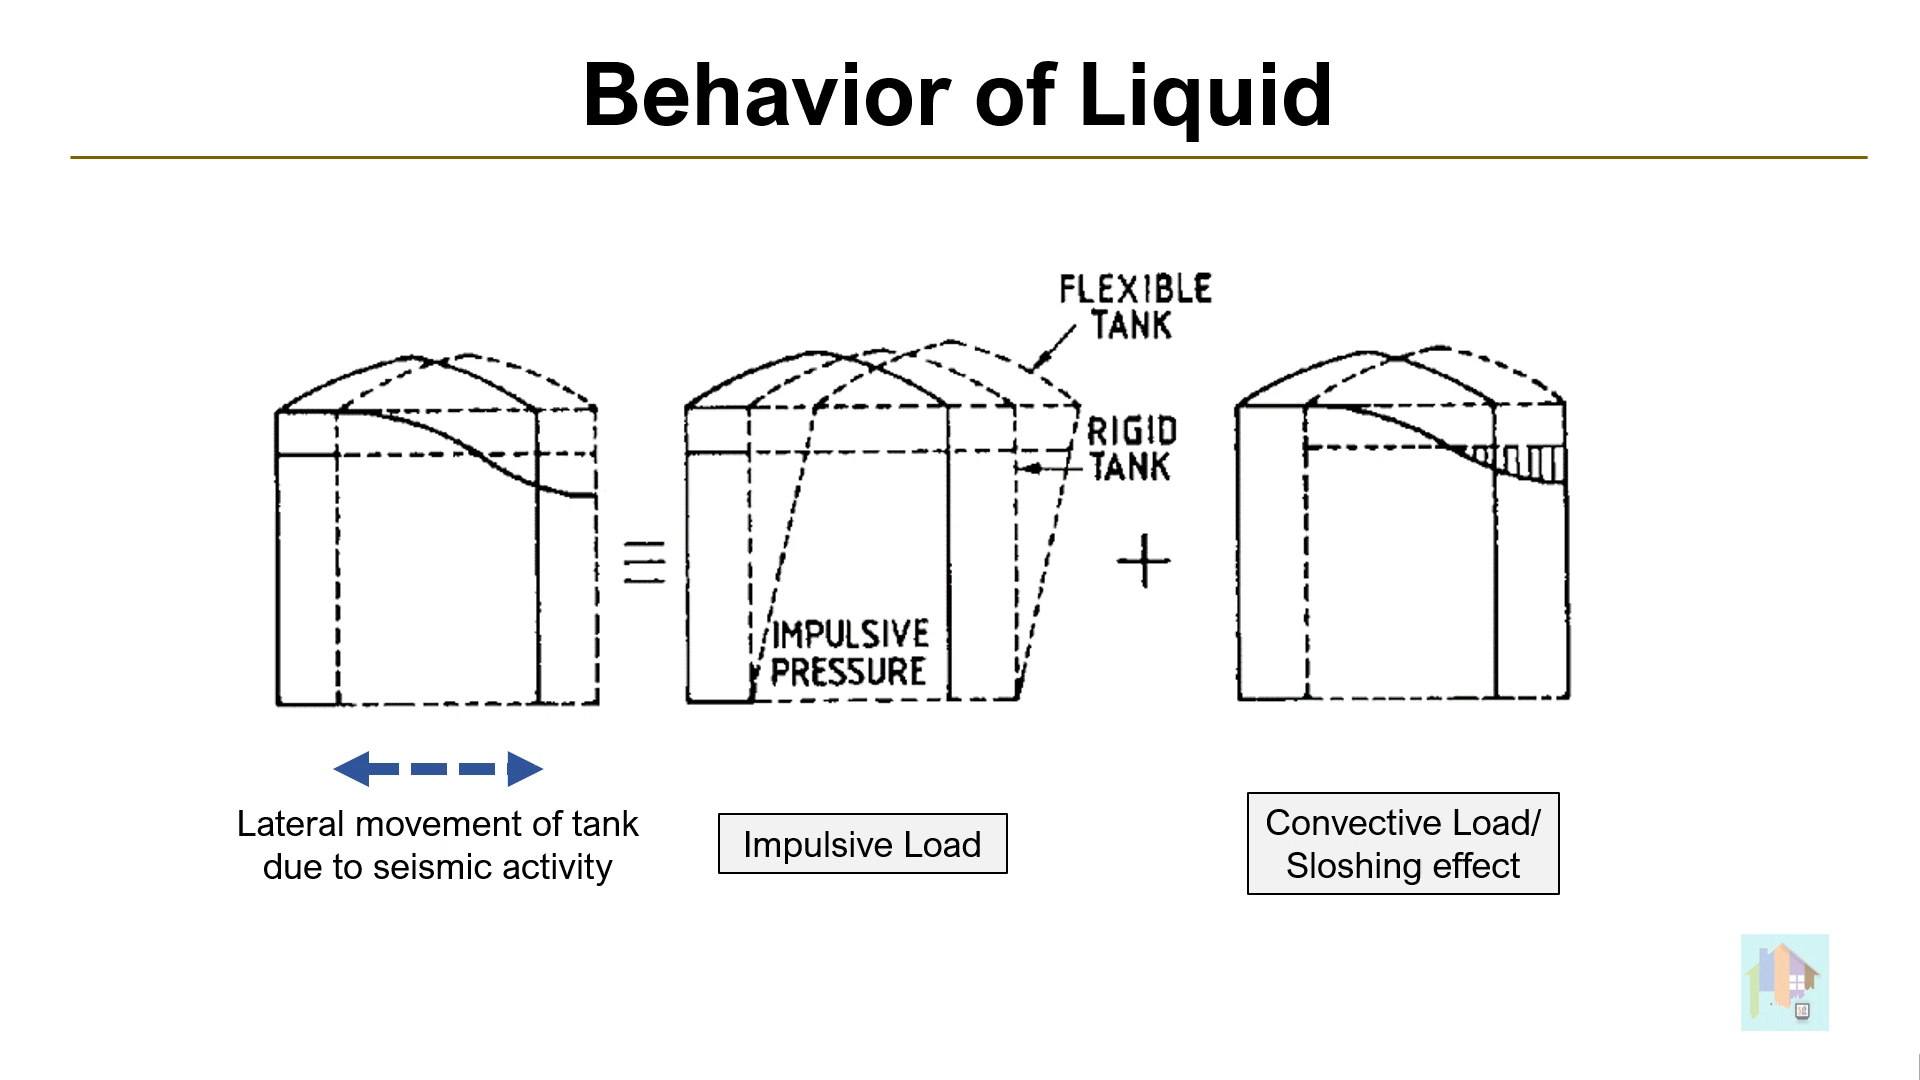 Behavior of Liquid
FLEXIBLE
TANK
RIGID
TANK
IMPULSIVE
PRESSURE
Lateral movement of tank
due to seismic activity
Impulsive Load
Convective Load/
Sloshing effect